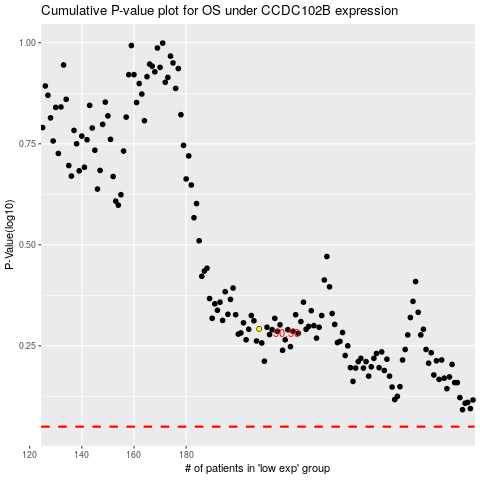 Cumulative P-value plot for OS under CCDC102B expression
P-Value(log10)
1.00
0.75
0.50
0.25
120 140 160 180
# of patients in 'low exp' group